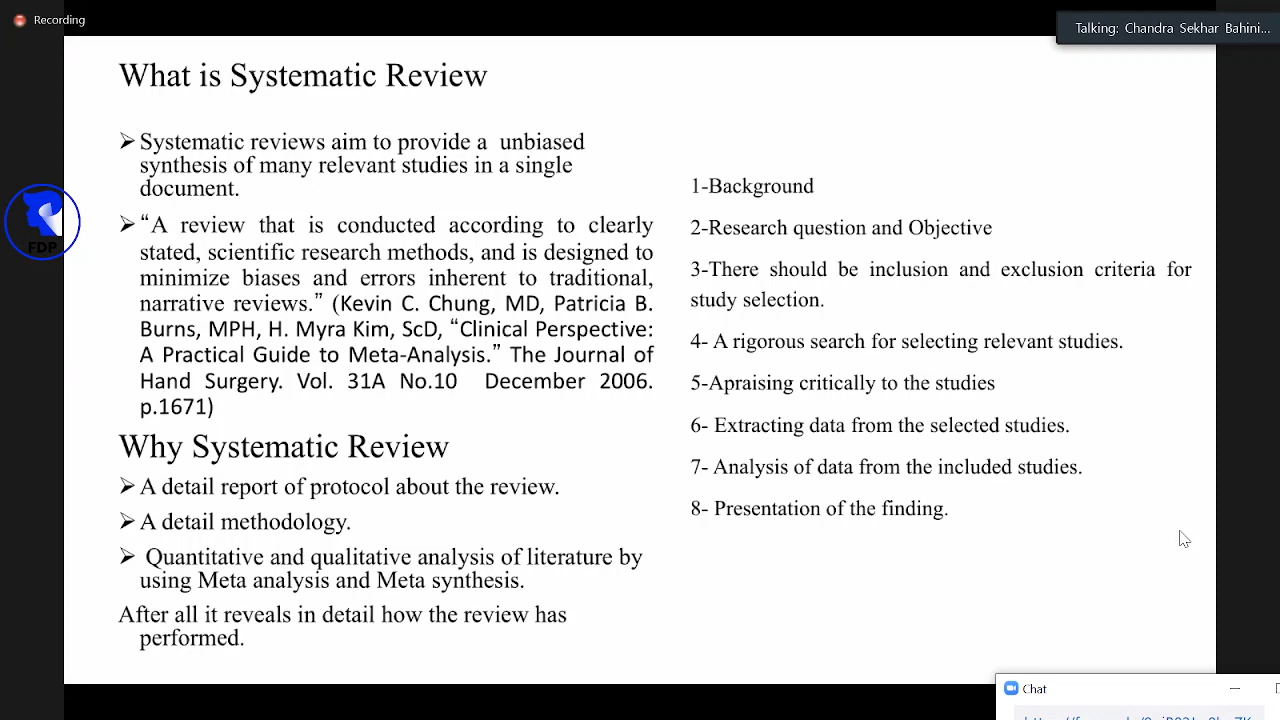 Recording
Talking: Chandra Sekhar Bahini...
What is Systematic Review
➢Systematic reviews aim to provide a unbiased
synthesis of many relevant studies in a single
document.
➢“A review that is conducted according to clearly
stated, scientific research methods, and is designed to
minimize biases and errors inherent to traditional,
narrative reviews.” (Kevin C. Chung, MD, Patricia B.
Burns, MPH, H. Myra Kim, ScD, “Clinical Perspective:
A Practical Guide to Meta-Analysis.” The Journal of
Hand Surgery. Vol. 31A No.10 December 2006.
p.1671)
Why Systematic Review
➢A detail report of protocol about the review.
➢A detail methodology.
➢ Quantitative and qualitative analysis of literature by
using Meta analysis and Meta synthesis.
After all it reveals in detail how the review has
performed.
1-Background
2-Research question and Objective
3-There should be inclusion and exclusion criteria for
study selection.
4- A rigorous search for selecting relevant studies.
5-Apraising critically to the studies
6- Extracting data from the selected studies.
7- Analysis of data from the included studies.
8- Presentation of the finding.
FDP
Chat